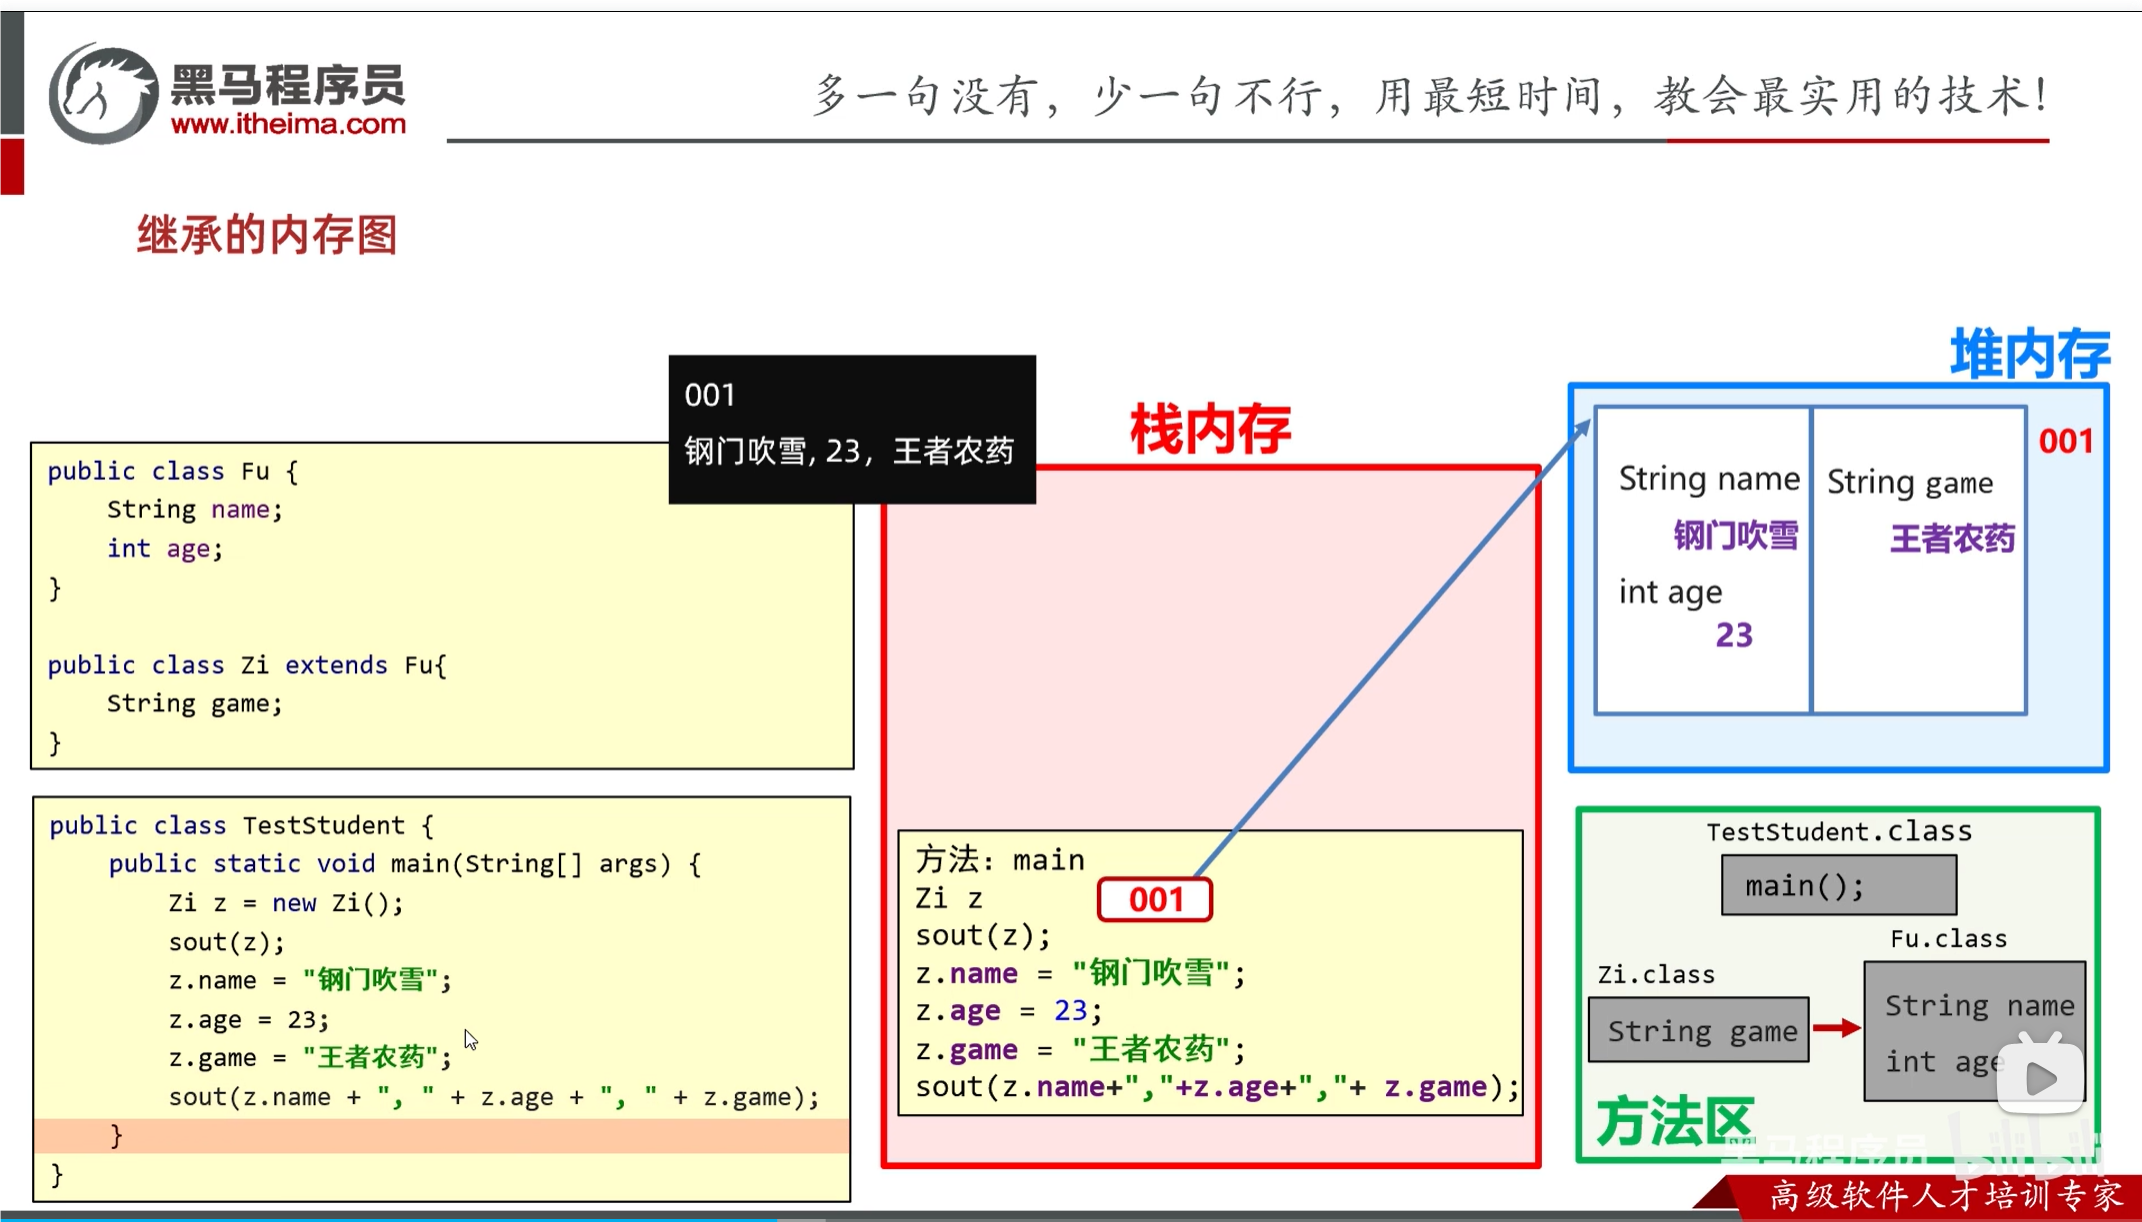 黑马程序员
www.itheima.com
多一句没有，少一句不行，用最短时间，教会最实用的技术！
继承的内存图
001
钢门吹雪, 23，王者农药
public class Fu {
    String name;
    int age;
}
public class Zi extends Fu{
    String game;
}
public class TestStudent {
    public static void main(String[] args) {
        Zi z = new Zi();
        sout(z);
        z.name = "钢门吹雪";
        z.age = 23;
        z.game = "王者农药";
        sout(z.name + ", " + z.age + ", " + z.game);
    }
}
栈内存
方法：main
Zi z 001
sout(z);
z.name = "钢门吹雪";
z.age = 23;
z.game = "王者农药";
sout(z.name+","+z.age+","+ z.game);
堆内存
001
String name
钢门吹雪
int age
23
String game
王者农药
TestStudent.class
main();
Fu.class
String name
int age
Zi.class
String game
方法区
黑马程序员 bilibili
高级软件人才培训专家